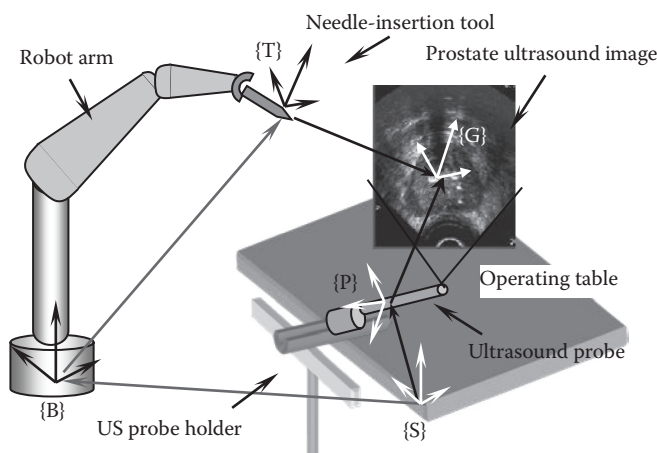 Needle-insertion tool
{T}
Robot arm
Prostate ultrasound image
{G}
{P}
Operating table
Ultrasound probe
{B}
US probe holder
{S}